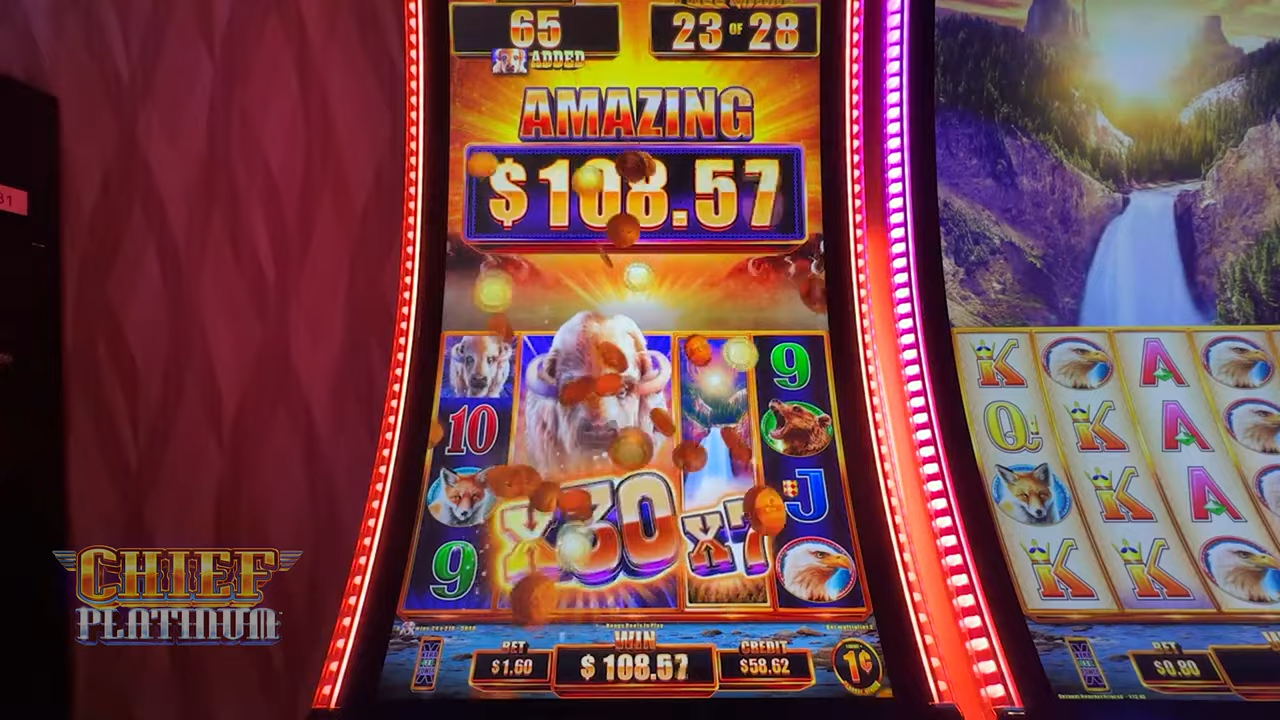 65
ADDED
23 OF 28
AMAZING
$108.57
10
9
X30
X7
9
J
K
Q
K
K
K
K
K
A
A
A
31
CHIEF
PLATINUM
BET
$1.60
WIN
$108.57
CREDIT
$58.62
1¢
BET
$0.80